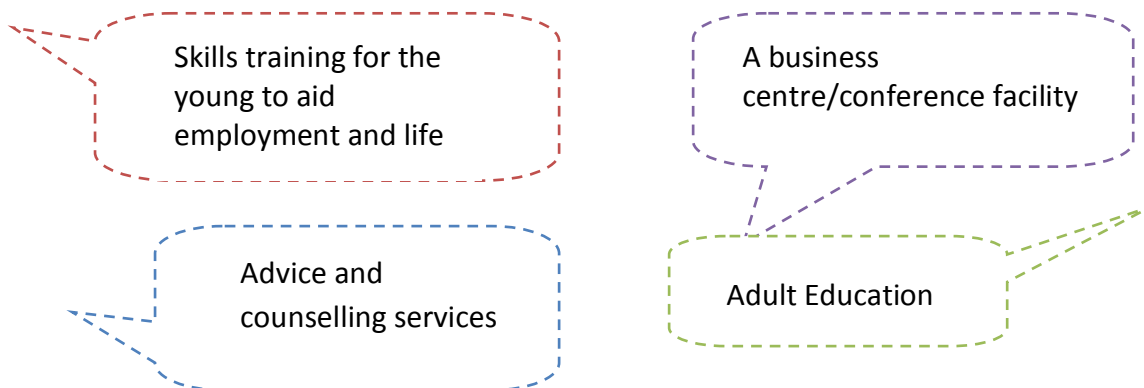 Skills training for the
young to aid
employment and life
A business
centre/conference facility
Advice and
counselling services
Adult Education